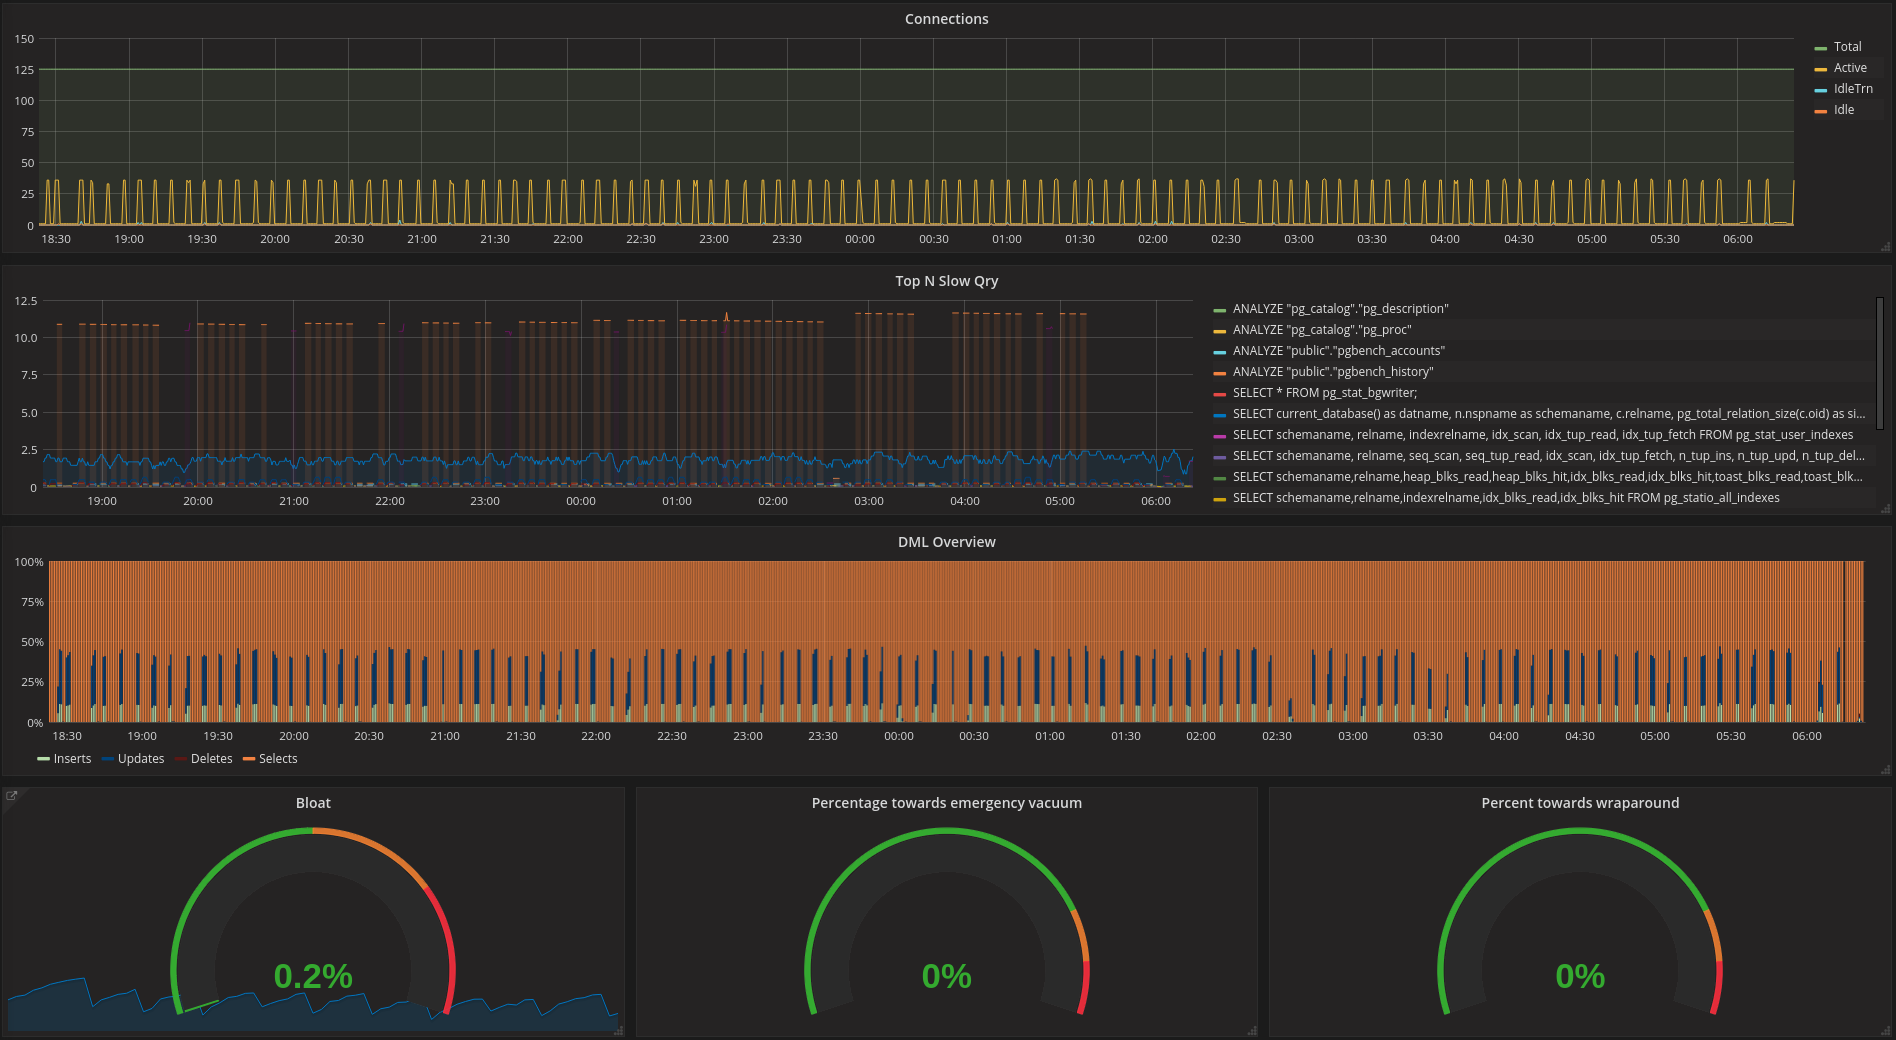 Connections
150
125
100
75
50
25
0
18:30 19:00 19:30 20:00 20:30 21:00 21:30 22:00 22:30 23:00 23:30 00:00 00:30 01:00 01:30 02:00 02:30 03:00 03:30 04:00 04:30 05:00 05:30 06:00
Total
Active
IdleTrn
Idle
Top N Slow Qry
12.5
10.0
7.5
5.0
2.5
0
19:00 20:00 21:00 22:00 23:00 00:00 01:00 02:00 03:00 04:00 05:00 06:00
ANALYZE "pg_catalog"."pg_description"
ANALYZE "pg_catalog"."pg_proc"
ANALYZE "public"."pgbench_accounts"
ANALYZE "public"."pgbench_history"
SELECT * FROM pg_stat_bgwriter;
SELECT current_database() as datname, n.nspname as schemaname, c.relname, pg_total_relation_size(c.oid) as si...
SELECT schemaname, relname, indexrelname, idx_scan, idx_tup_read, idx_tup_fetch FROM pg_stat_user_indexes
SELECT schemaname, relname, seq_scan, seq_tup_read, idx_scan, idx_tup_fetch, n_tup_ins, n_tup_upd, n_tup_del...
SELECT schemaname,relname,heap_blks_read,heap_blks_hit,idx_blks_read,idx_blks_hit,toast_blks_read,toast_blk...
SELECT schemaname,relname,indexrelname,idx_blks_read,idx_blks_hit FROM pg_statio_all_indexes
DML Overview
100%
75%
50%
25%
0%
18:30 19:00 19:30 20:00 20:30 21:00 21:30 22:00 22:30 23:00 23:30 00:00 00:30 01:00 01:30 02:00 02:30 03:00 03:30 04:00 04:30 05:00 05:30 06:00
Inserts Updates Deletes Selects
Bloat
0.2%
Percentage towards emergency vacuum
0%
Percent towards wraparound
0%